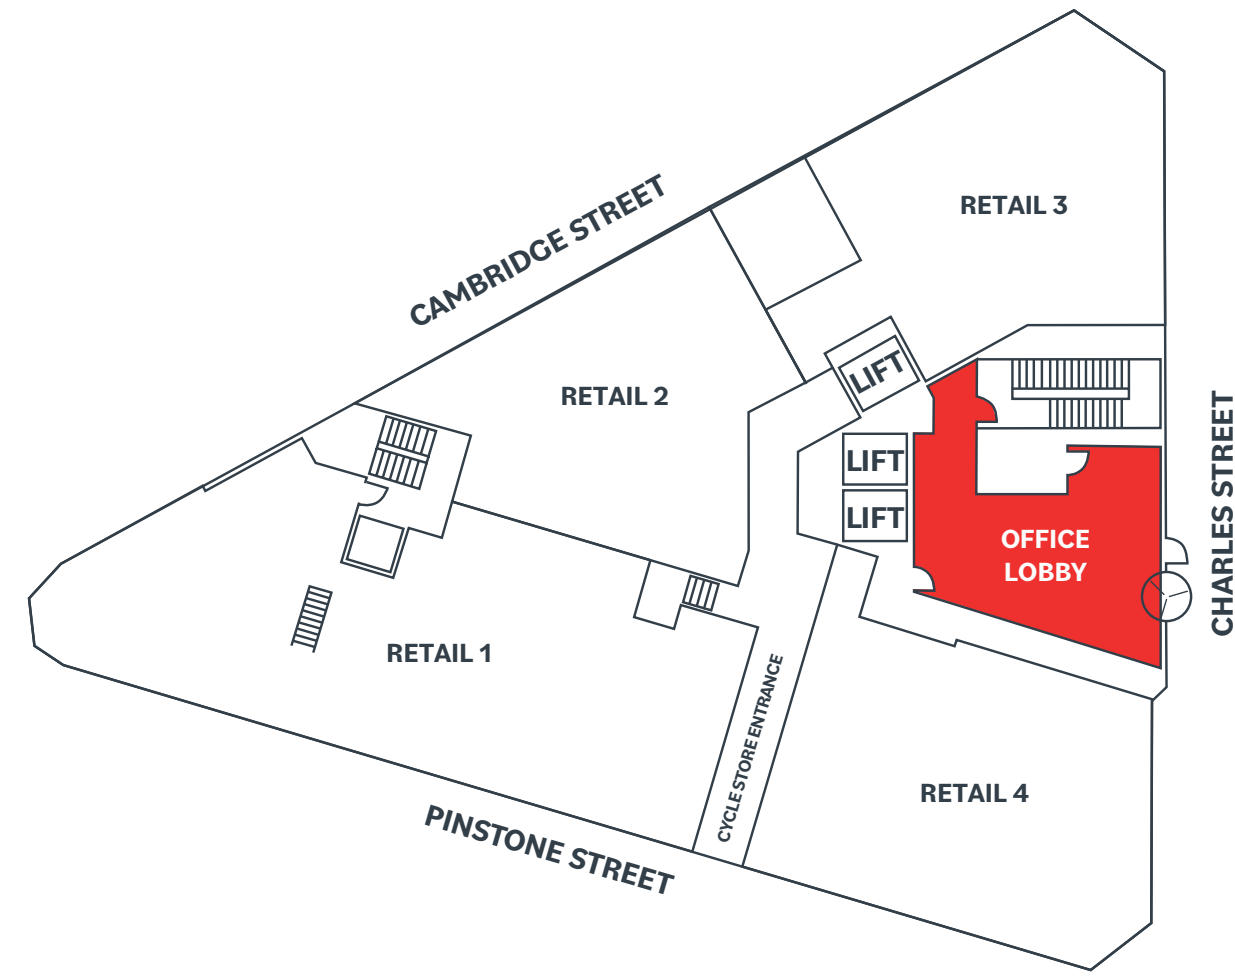 RETAIL 3
CAMBRIDGE STREET
LIFT
RETAIL 2
LIFT
LIFT
CHARLES STREET
OFFICE
LOBBY
RETAIL 1
CYCLE STORE ENTRANCE
RETAIL 4
PINSTONE STREET